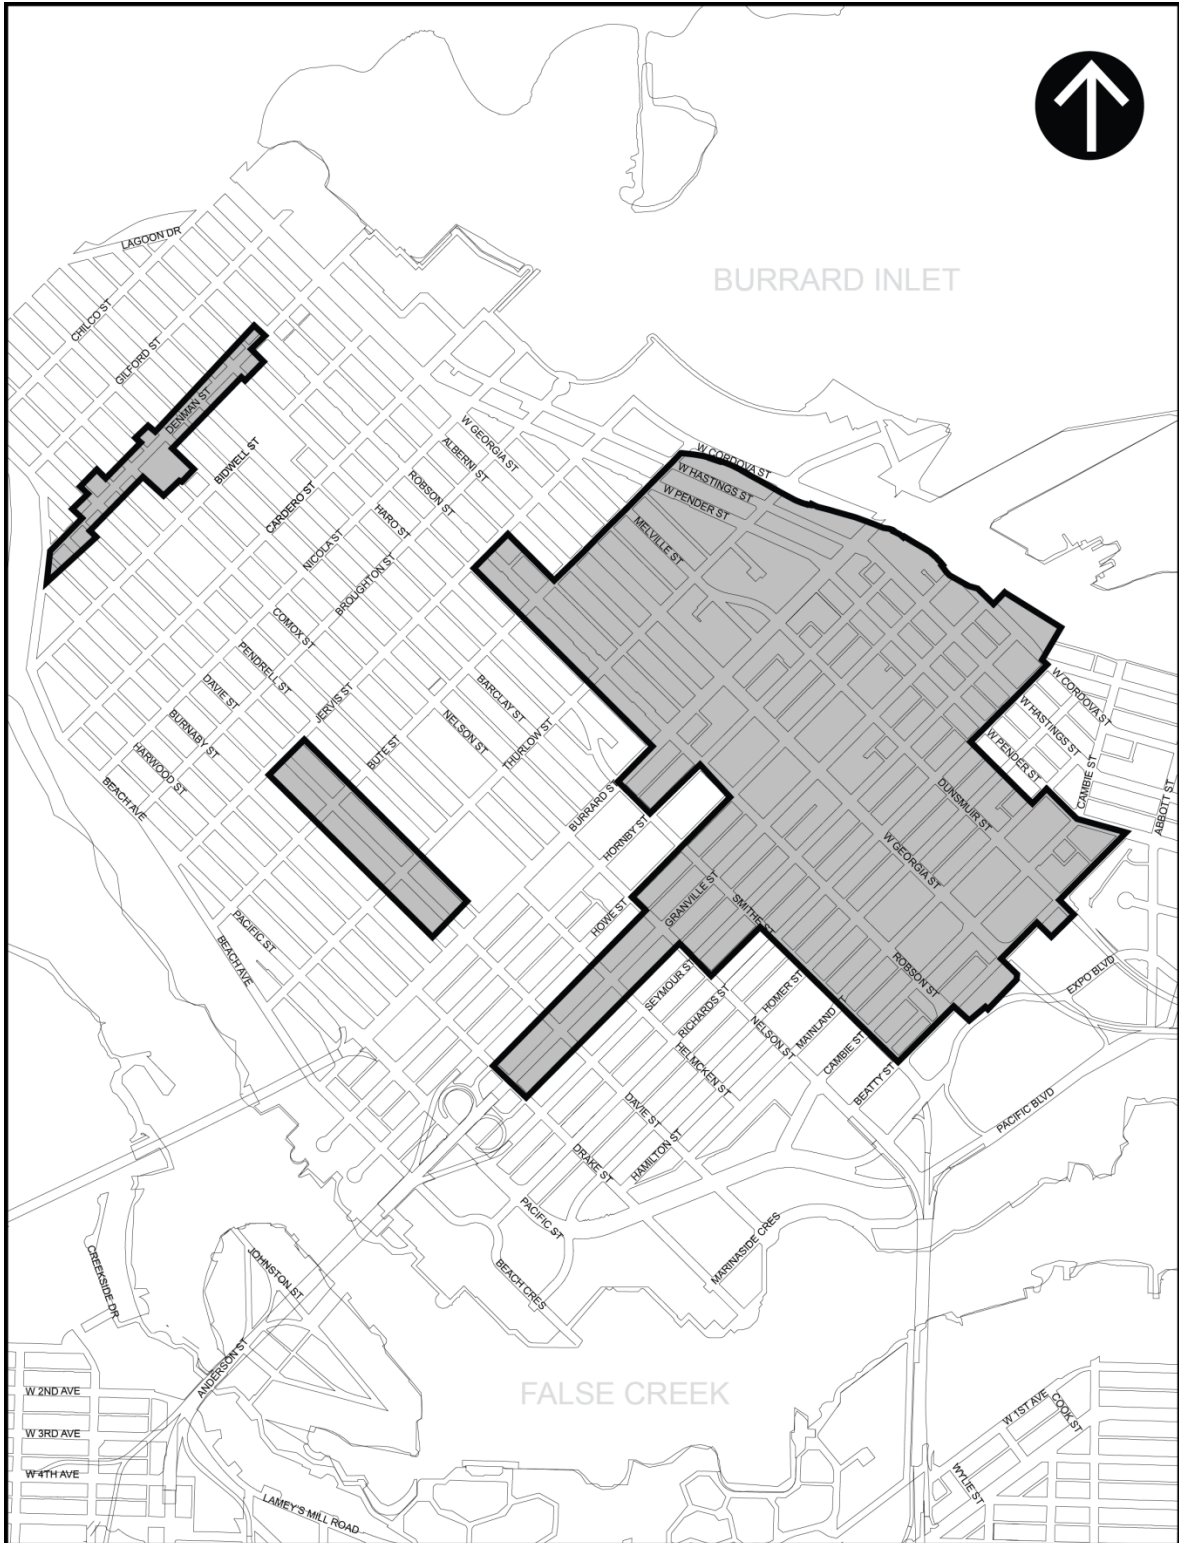 LAGOON DR
BURRARD INLET
CHILCO ST
GILFORD ST
DENMAN ST
BIDWELL ST
W GEORGIA ST
ALBERNI ST
W CORDOVA ST
W HASTINGS ST
ROBSON ST
W PENDER ST
CARDERO ST
HARO ST
MELVILLE ST
NICOLA ST
BROUGHTON ST
COMOX ST
PENDRELL ST
DAVIE ST
JERVIS ST
BARCLAY ST
W CORDOVA ST
BURNABY ST
NELSON ST
THURLOW ST
W HASTINGS ST
HARWOOD ST
BUTE ST
W PENDER ST
BEACH AVE
CAMBIE ST
ABBOTT ST
BURRARD S
DUNSMUIR ST
HORNBY ST
W GEORGIA ST
GRANVILLE ST
HOWE ST
SMITHE ST
PACIFIC ST
BEACH AVE
ROBSON ST
SEYMOUR ST
HOMER ST
EXPO BLVD
RICHARDS ST
MAINLAND
NELSON ST
CAMBIE ST
HELMCKEN ST
BEATTY ST
DAVIE ST
PACIFIC BLVD
DRAKE ST
HAMILTON ST
PACIFIC ST
MARINASIDE CRES
BEACH CRES
CREEKSIDE DR
JOHNSTON ST
ANDERSON ST
FALSE CREEK
W 2ND AVE
W 1ST AVE
COOK ST
W 3RD AVE
W 4TH AVE
WYLIE ST
LAMEY'S MILL ROAD